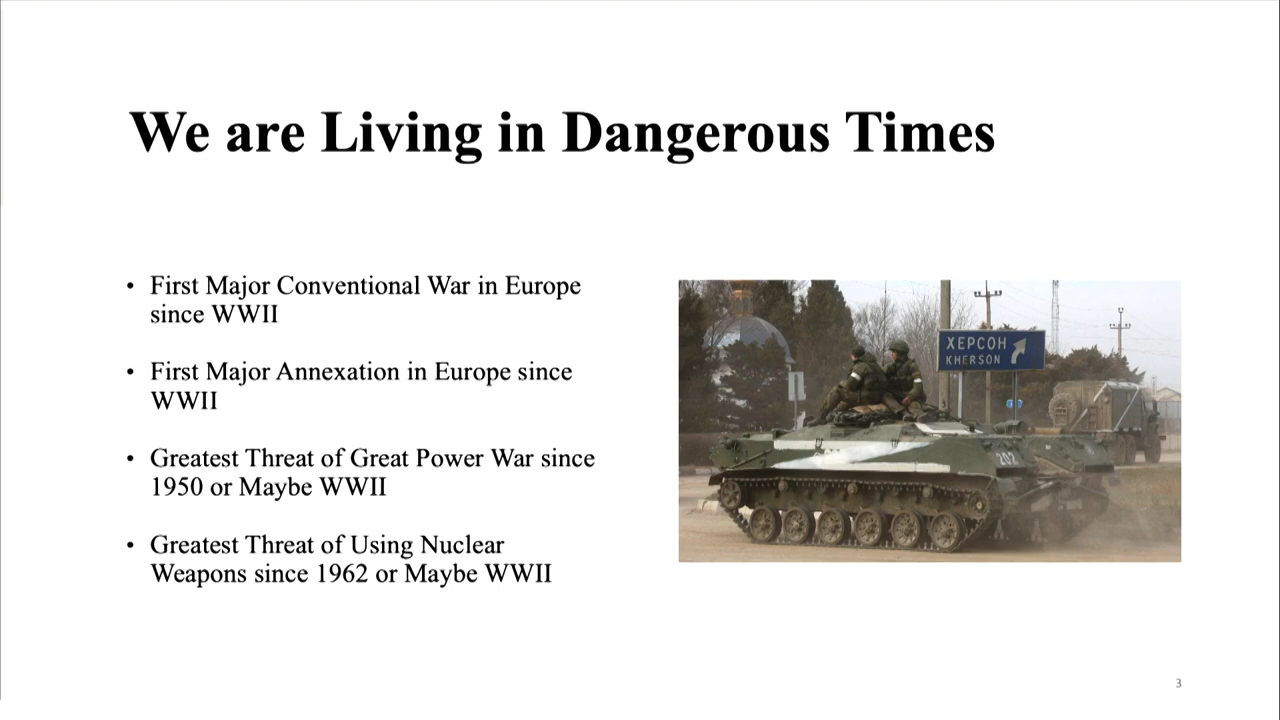 We are Living in Dangerous Times
• First Major Conventional War in Europe
since WWII
• First Major Annexation in Europe since
WWII
• Greatest Threat of Great Power War since
1950 or Maybe WWII
• Greatest Threat of Using Nuclear
Weapons since 1962 or Maybe WWII
ХЕРСОН
KHERSON
202
3